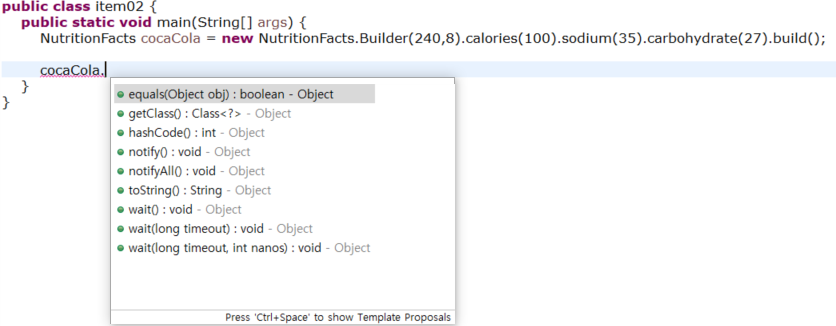 public class item02 {
public static void main(String[] args) {
NutritionFacts cocaCola = new NutritionFacts.Builder(240,8).calories(100).sodium(35).carbohydrate(27).build();
cocaCola.
}
}
equals(Object obj) : boolean - Object
getClass() : Class<?> - Object
hashCode() : int - Object
notify() : void - Object
notifyAll() : void - Object
toString() : String - Object
wait() : void - Object
wait(long timeout) : void - Object
wait(long timeout, int nanos) : void - Object
Press 'Ctrl+Space' to show Template Proposals